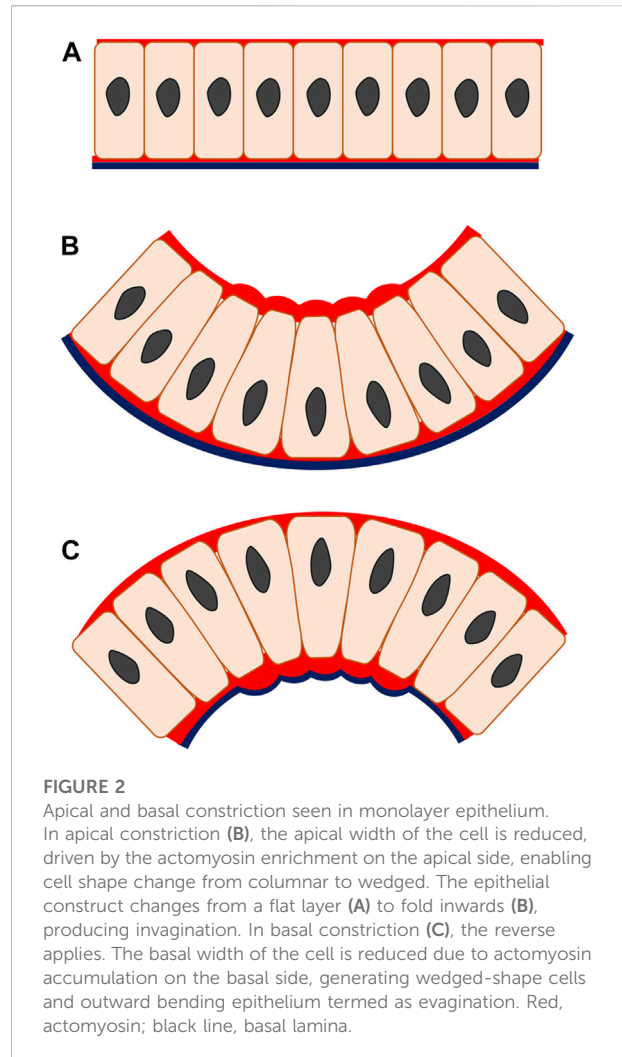 A
B
C
FIGURE 2
Apical and basal constriction seen in monolayer epithelium.
In apical constriction (B), the apical width of the cell is reduced,
driven by the actomyosin enrichment on the apical side, enabling
cell shape change from columnar to wedged. The epithelial
construct changes from a flat layer (A) to fold inwards (B),
producing invagination. In basal constriction (C), the reverse
applies. The basal width of the cell is reduced due to actomyosin
accumulation on the basal side, generating wedged-shape cells
and outward bending epithelium termed as evagination. Red,
actomyosin; black line, basal lamina.